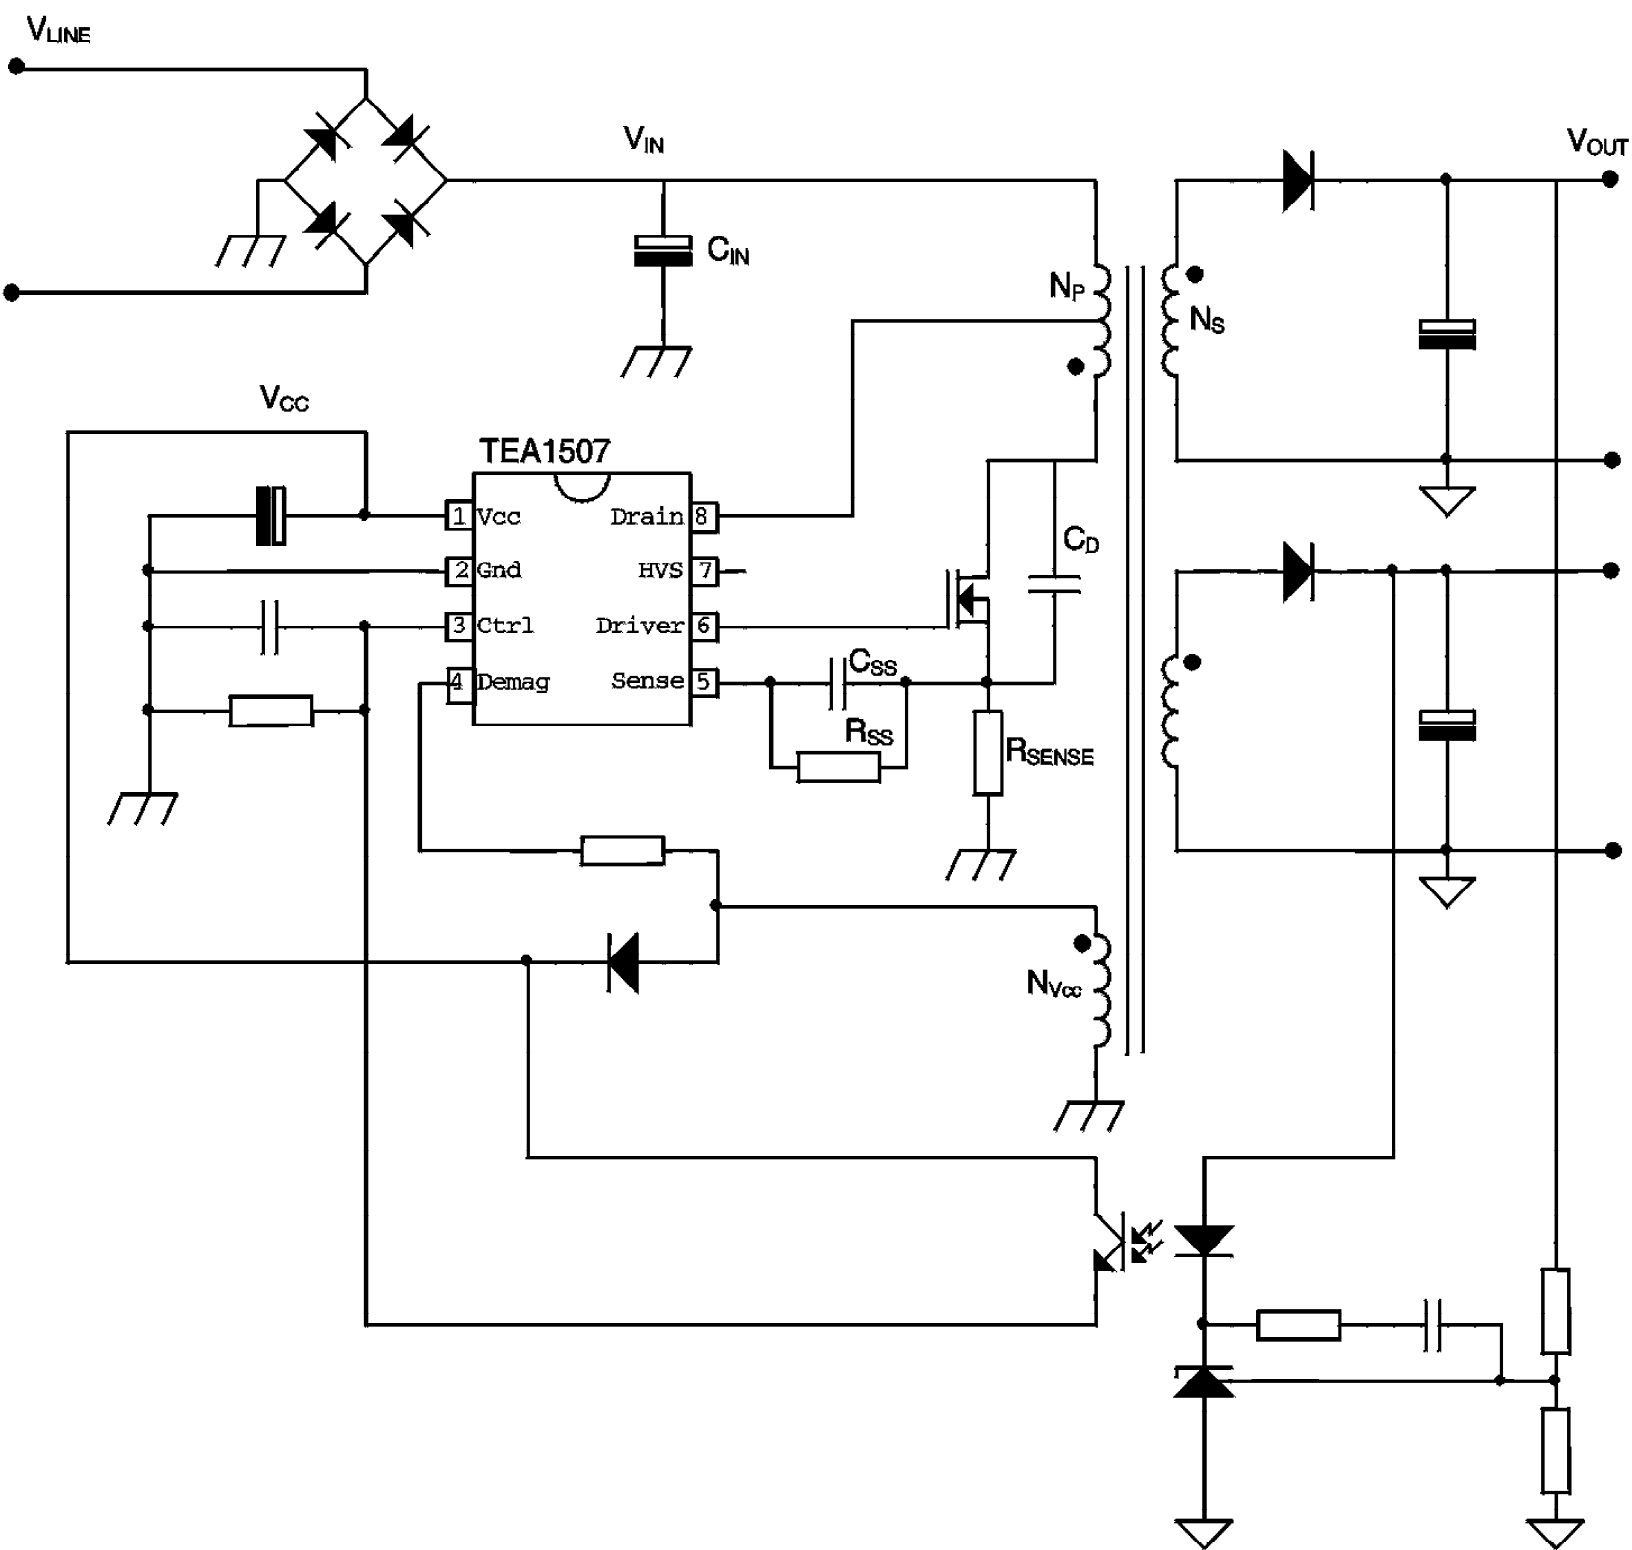 VLINE
VIN
VOUT
CIN
NP
NS
VCC
TEA1507
1 Vcc Drain 8
2 Gnd HVS 7
3 Ctrl Driver 6
4 Demag Sense 5
CD
CSS
RSS
RSENSE
NVcc